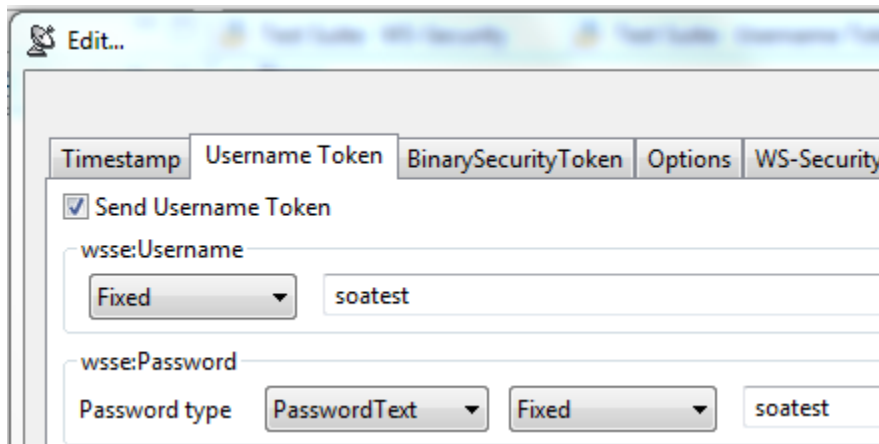 Edit...
Timestamp Username Token BinarySecurityToken Options WS-Security
Send Username Token
wsse:Username
Fixed soatest
wsse:Password
Password type PasswordText Fixed soatest